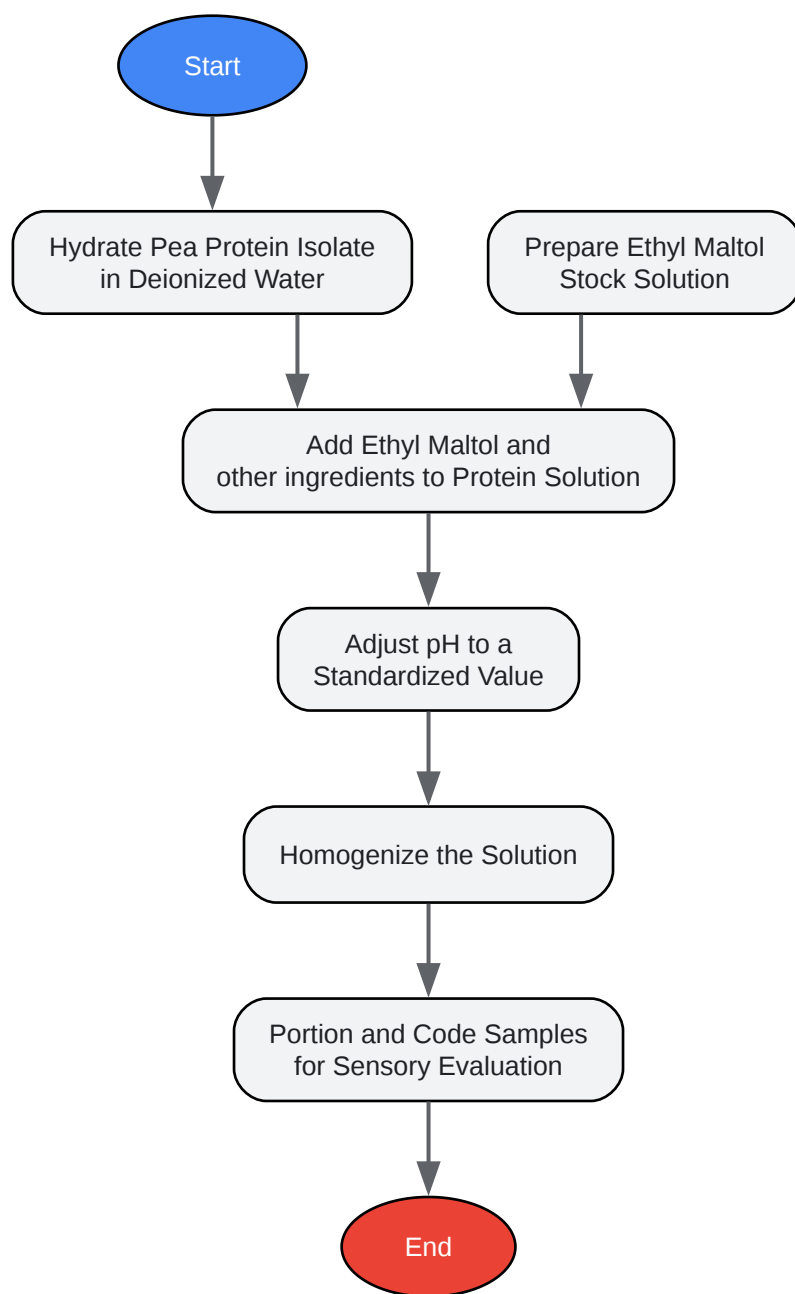 Start
Hydrate Pea Protein Isolate
in Deionized Water
Prepare Ethyl Maltol
Stock Solution
Add Ethyl Maltol and
other ingredients to Protein Solution
Adjust pH to a
Standardized Value
Homogenize the Solution
Portion and Code Samples
for Sensory Evaluation
End